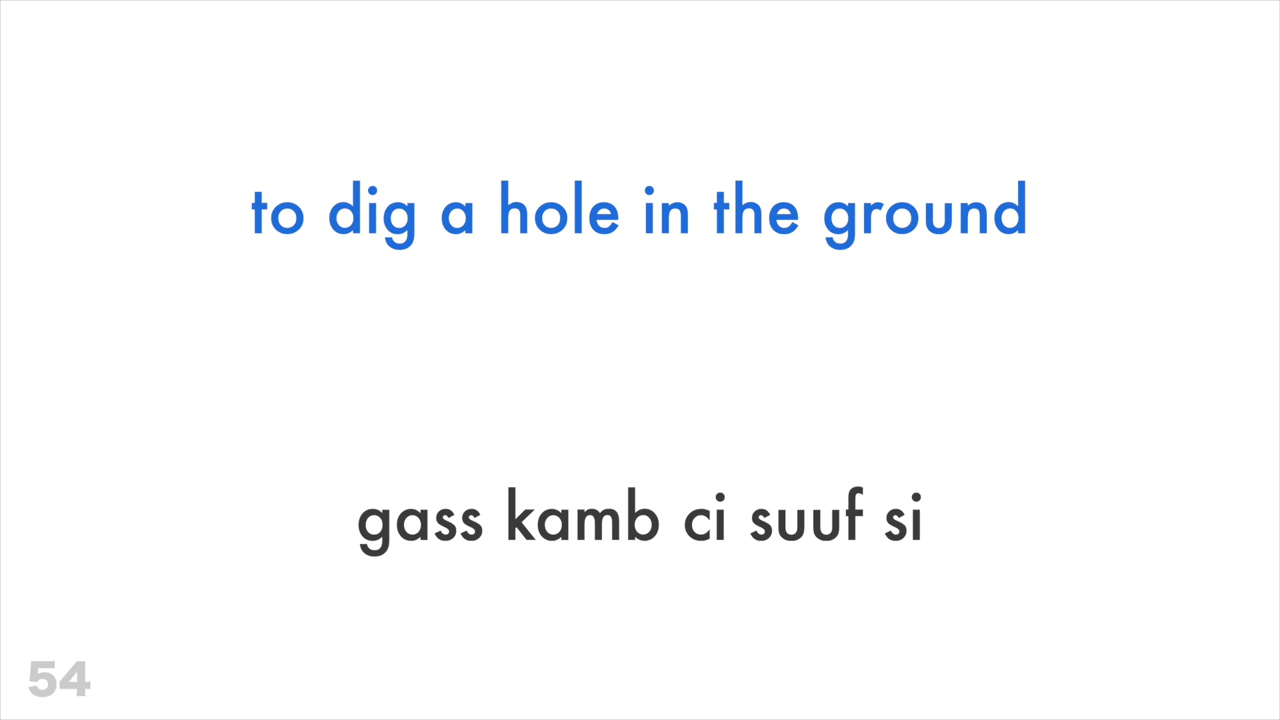 to dig a hole in the ground
gass kamb ci suuf si
54